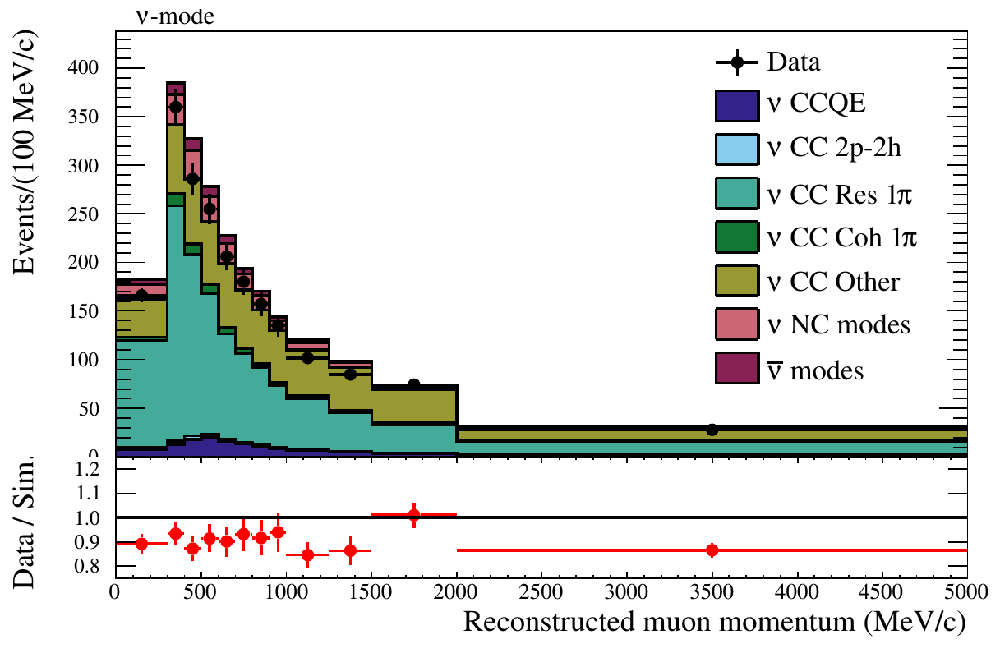 ν-mode
Events/(100 MeV/c)
400
350
300
250
200
150
100
50
0
Data
ν CCQE
ν CC 2p-2h
ν CC Res 1π
ν CC Coh 1π
ν CC Other
ν NC modes
ν̅ modes
Data / Sim.
1.2
1.1
1.0
0.9
0.8
0 500 1000 1500 2000 2500 3000 3500 4000 4500 5000
Reconstructed muon momentum (MeV/c)